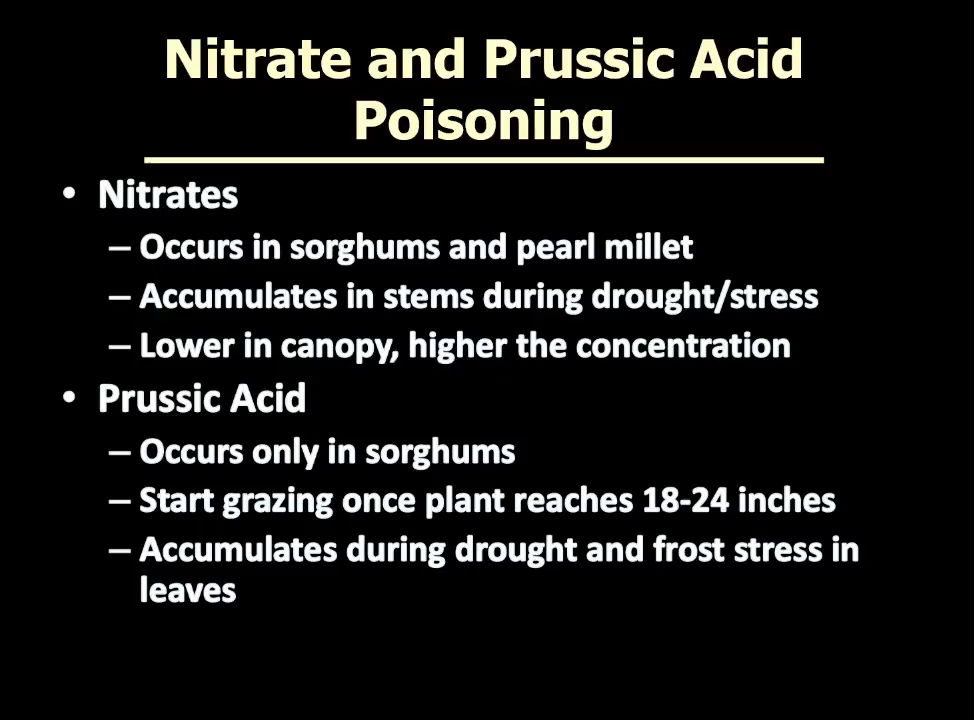 Nitrate and Prussic Acid
Poisoning
• Nitrates
– Occurs in sorghums and pearl millet
– Accumulates in stems during drought/stress
– Lower in canopy, higher the concentration
• Prussic Acid
– Occurs only in sorghums
– Start grazing once plant reaches 18-24 inches
– Accumulates during drought and frost stress in
leaves